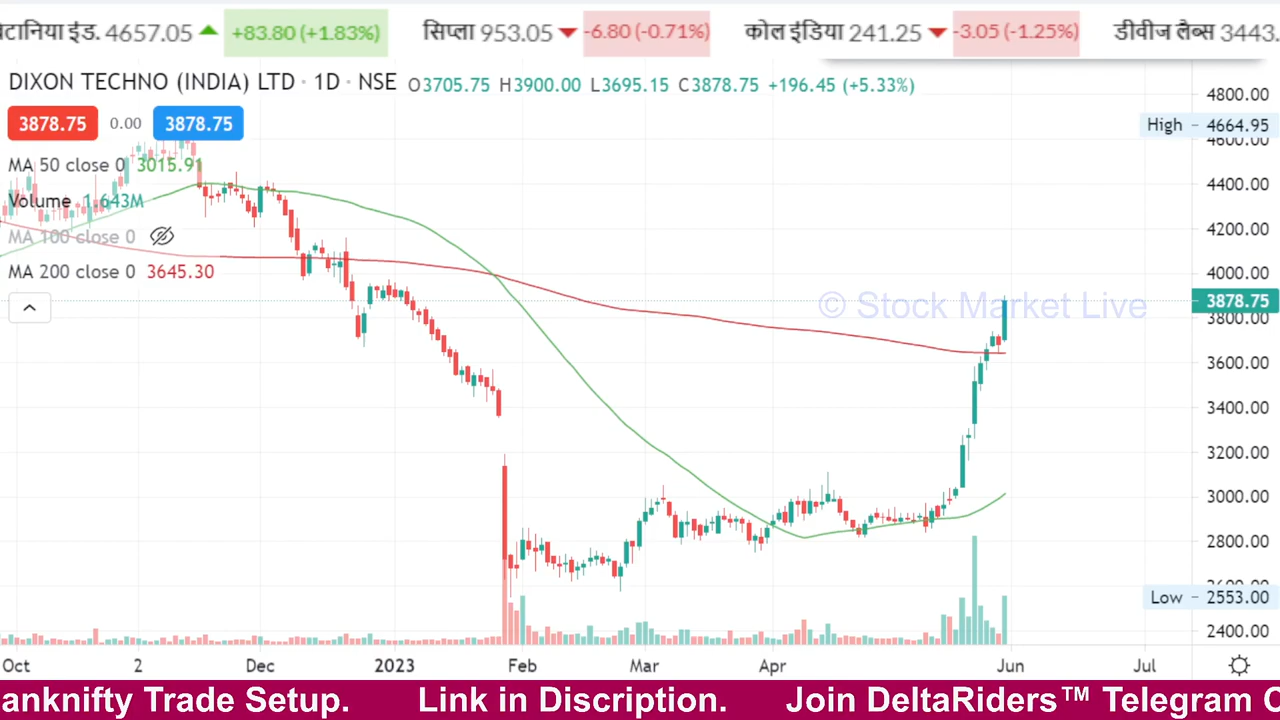 टानिया इंड. 4657.05 +83.80 (+1.83%) सिप्ला 953.05 -6.80 (-0.71%) कोल इंडिया 241.25 -3.05 (-1.25%) डीवीज लैब्स 3443.
DIXON TECHNO (INDIA) LTD · 1D · NSE O3705.75 H3900.00 L3695.15 C3878.75 +196.45 (+5.33%)
3878.75 0.00 3878.75
MA 50 close 0 3015.91
Volume 1.643M
MA 100 close 0
MA 200 close 0 3645.30
© Stock Market Live
4800.00
High 4664.95
4600.00
4400.00
4200.00
4000.00
3878.75
3800.00
3600.00
3400.00
3200.00
3000.00
2800.00
2600.00
Low 2553.00
2400.00
Oct 2 Dec 2023 Feb Mar Apr Jun Jul
anknifty Trade Setup. Link in Discription. Join DeltaRiders™ Telegram C